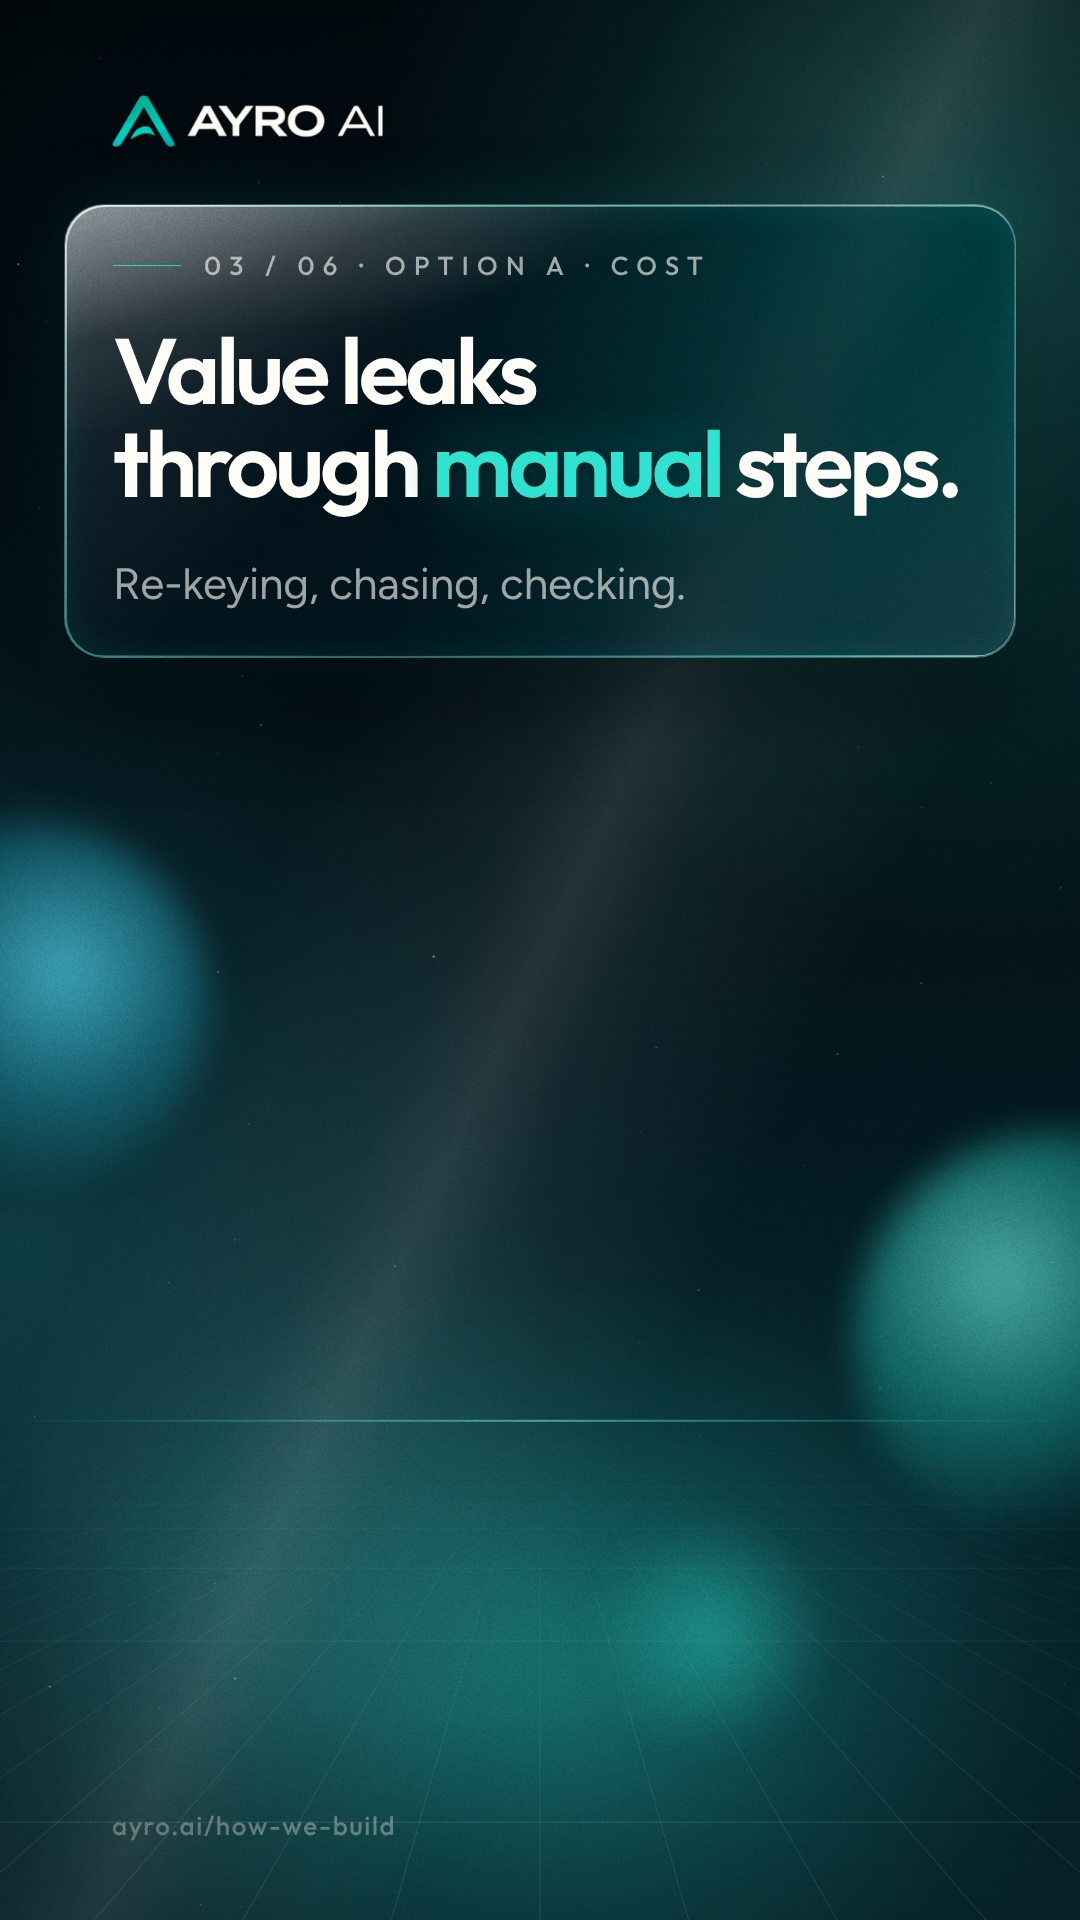 AYRO AI
03 / 06 · OPTION A · COST
Value leaks
through manual steps.
Re-keying, chasing, checking.
ayro.ai/how-we-build